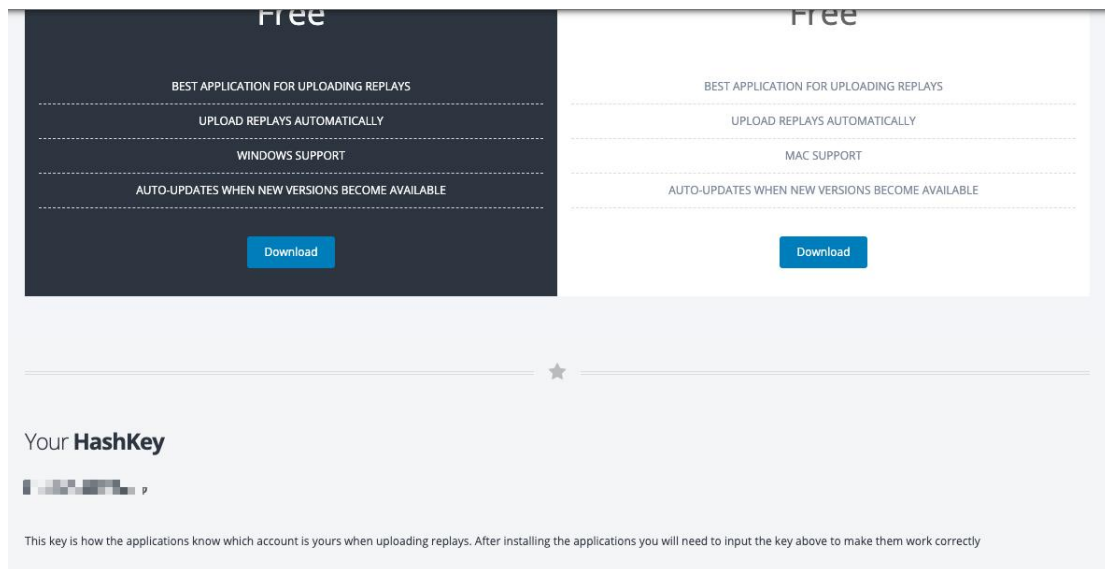 Free
Free
BEST APPLICATION FOR UPLOADING REPLAYS
UPLOAD REPLAYS AUTOMATICALLY
WINDOWS SUPPORT
AUTO-UPDATES WHEN NEW VERSIONS BECOME AVAILABLE
Download
BEST APPLICATION FOR UPLOADING REPLAYS
UPLOAD REPLAYS AUTOMATICALLY
MAC SUPPORT
AUTO-UPDATES WHEN NEW VERSIONS BECOME AVAILABLE
Download
Your HashKey
This key is how the applications know which account is yours when uploading replays. After installing the applications you will need to input the key above to make them work correctly